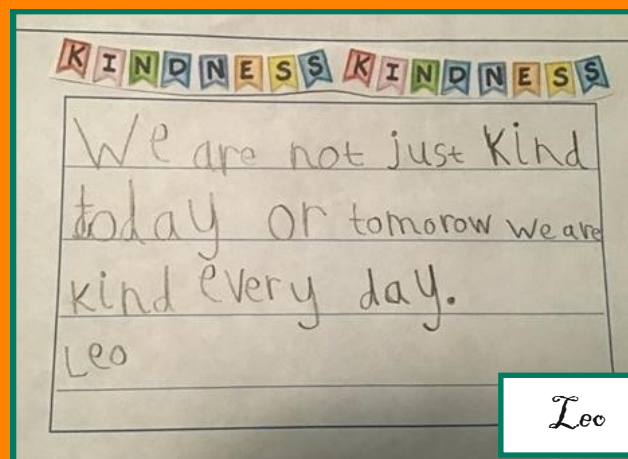 KINDNESS KINDNESS
We are not just kind
today or tomorow we are
kind every day.
Leo
Leo